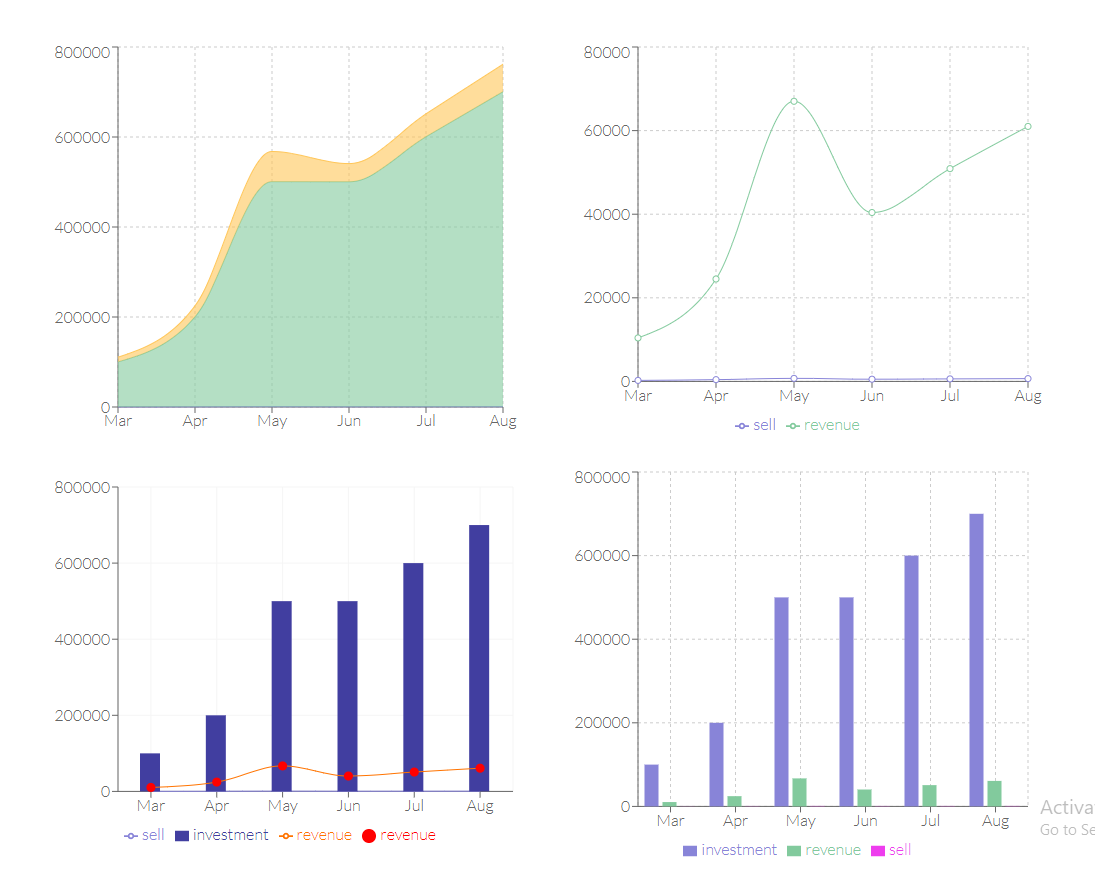 800000
600000
400000
200000
0
Mar Apr May Jun Jul Aug
80000
60000
40000
20000
0
Mar Apr May Jun Jul Aug
sell revenue
800000
600000
400000
200000
0
Mar Apr May Jun Jul Aug
sell investment revenue revenue
800000
600000
400000
200000
0
Mar Apr May Jun Jul Aug
investment revenue sell
Activa
Go to Se